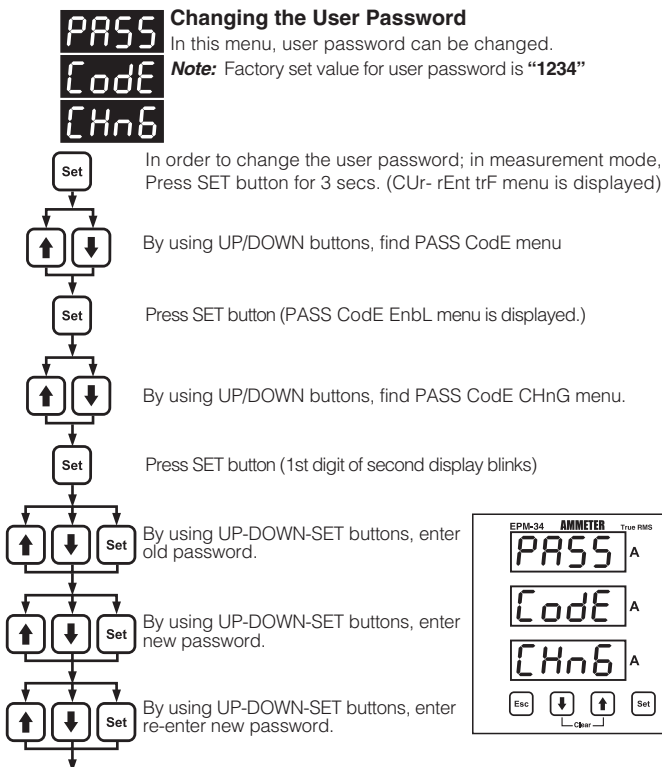 PASS
CodE
CHnG
Changing the User Password
In this menu, user password can be changed.
Note: Factory set value for user password is “1234”
Set
In order to change the user password; in measurement mode,
Press SET button for 3 secs. (CUr- rEnt trF menu is displayed)
By using UP/DOWN buttons, find PASS CodE menu
Set
Press SET button (PASS CodE EnbL menu is displayed.)
By using UP/DOWN buttons, find PASS CodE CHnG menu.
Set
Press SET button (1st digit of second display blinks)
Set
By using UP-DOWN-SET buttons, enter
old password.
Set
By using UP-DOWN-SET buttons, enter
new password.
Set
By using UP-DOWN-SET buttons, enter
re-enter new password.
EPM-34 AMMETER True RMS
PASS A
CodE A
CHnG A
Esc Set
Clear